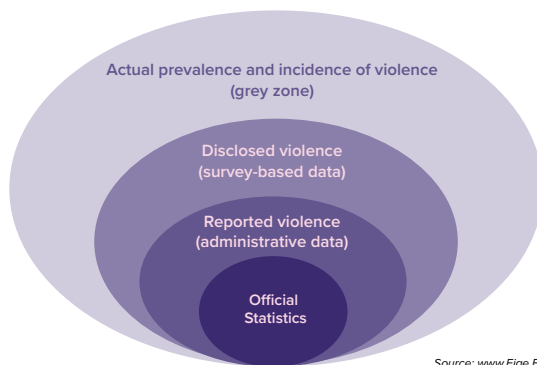 Actual prevalence and incidence of violence
(grey zone)
Disclosed violence
(survey-based data)
Reported violence
(administrative data)
Official
Statistics
Source: www.Eige.E